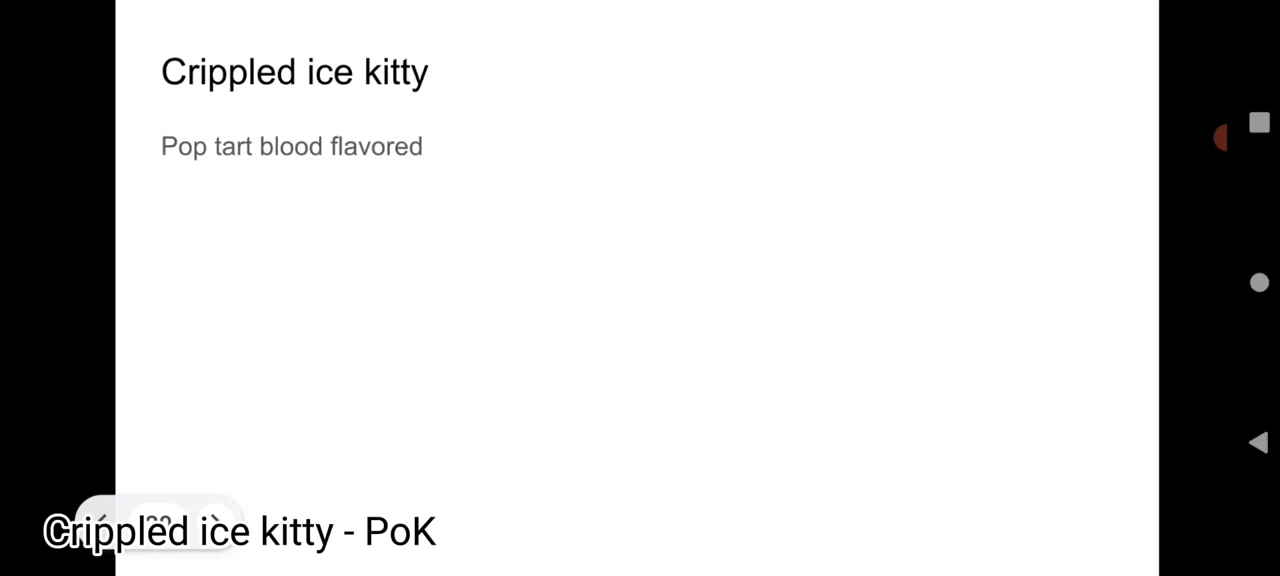 Crippled ice kitty
Pop tart blood flavored
Crippled ice kitty - PoK